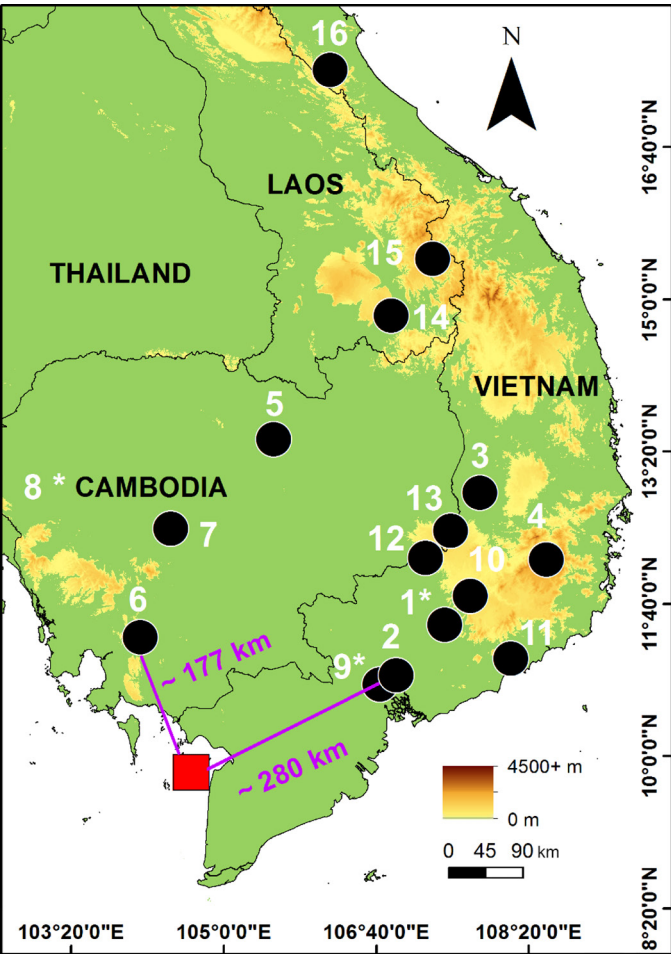 16
N
LAOS
15
THAILAND
14
VIETNAM
5
3
8 * CAMBODIA
13
4
7
12
10
6
1*
11
2
9*
~ 177 km
~ 280 km
4500+ m
0 m
0 45 90 km
16°40'0"N
15°0'0"N
13°20'0"N
11°40'0"N
10°0'0"N
8°20'0"N
103°20'0"E 105°0'0"E 106°40'0"E 108°20'0"E